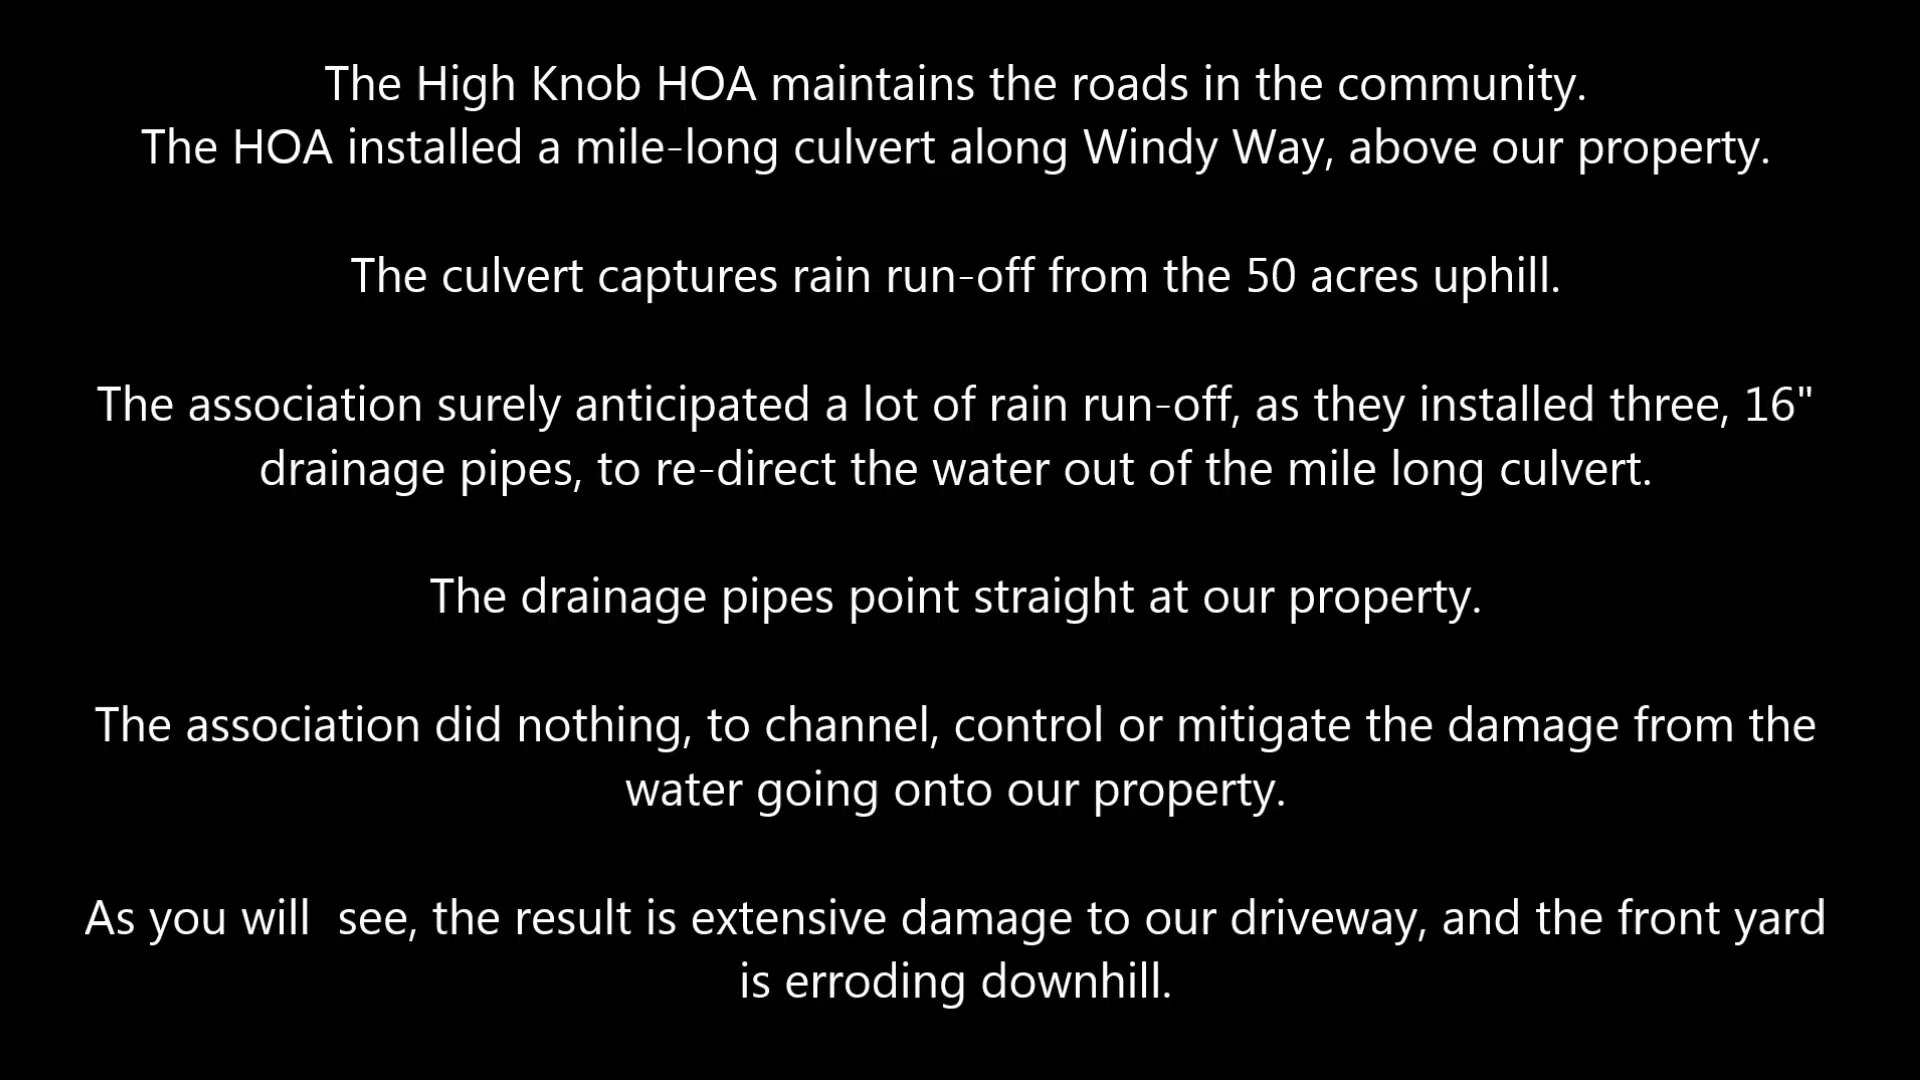 The High Knob HOA maintains the roads in the community.
The HOA installed a mile-long culvert along Windy Way, above our property.
The culvert captures rain run-off from the 50 acres uphill.
The association surely anticipated a lot of rain run-off, as they installed three, 16"
drainage pipes, to re-direct the water out of the mile long culvert.
The drainage pipes point straight at our property.
The association did nothing, to channel, control or mitigate the damage from the
water going onto our property.
As you will  see, the result is extensive damage to our driveway, and the front yard
is erroding downhill.